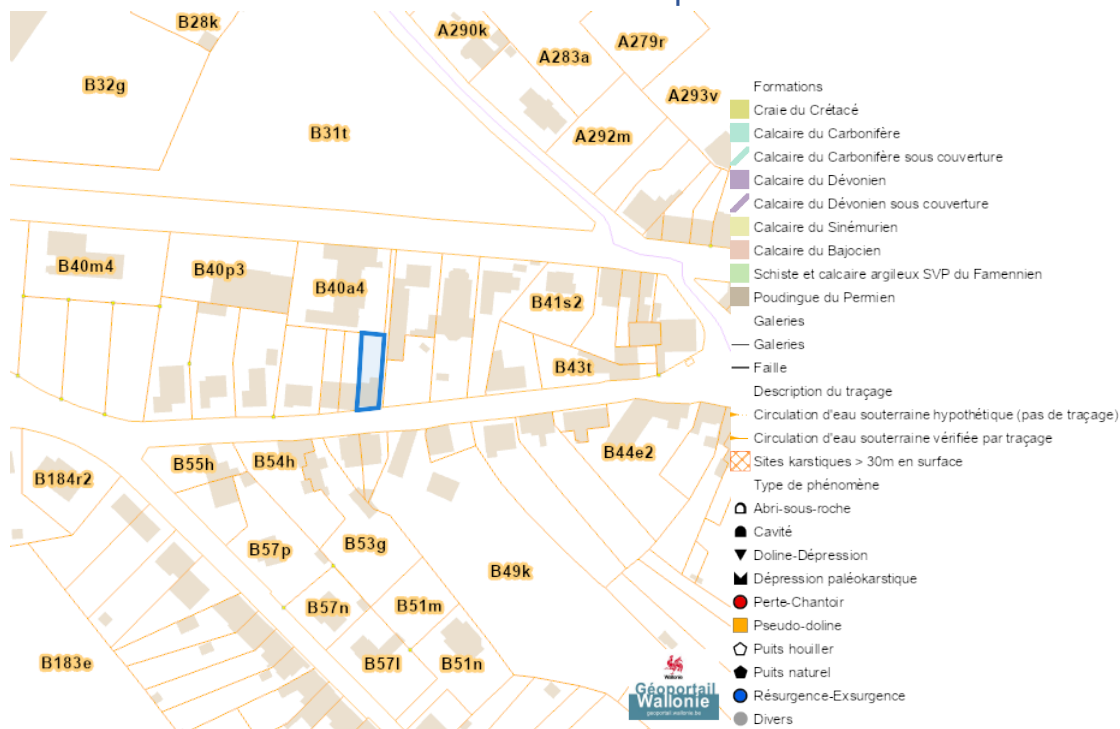 B28k
A290k
A279r
A283a
B32g
A293v
B31t
A292m
B40m4
B40p3
B40a4
B41s2
B43t
B44e2
B55h
B54h
B184r2
B57p
B53g
B49k
B57n
B51m
B183e
B57l
B51n
Wallonie
Géoportail
Wallonie
geoportail.wallonie.be
Formations
Craie du Crétacé
Calcaire du Carbonifère
Calcaire du Carbonifère sous couverture
Calcaire du Dévonien
Calcaire du Dévonien sous couverture
Calcaire du Sinémurien
Calcaire du Bajocien
Schiste et calcaire argileux SVP du Famennien
Poudingue du Permien
Galeries
Galeries
Faille
Description du traçage
Circulation d'eau souterraine hypothétique (pas de traçage)
Circulation d'eau souterraine vérifiée par traçage
Sites karstiques > 30m en surface
Type de phénomène
Abri-sous-roche
Cavité
Doline-Dépression
Dépression paléokarstique
Perte-Chantoir
Pseudo-doline
Puits houiller
Puits naturel
Résurgence-Exsurgence
Divers